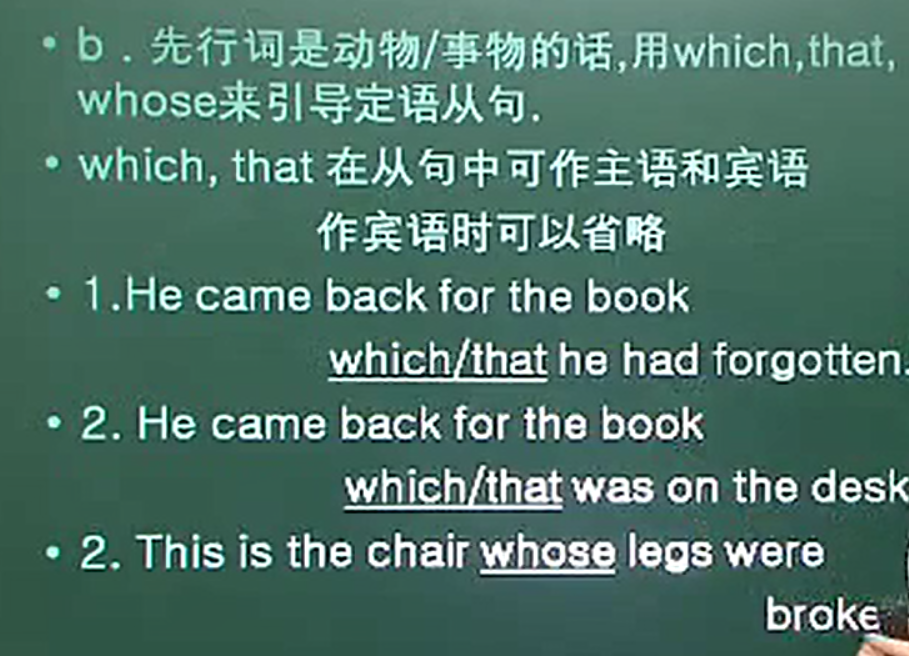 • b . 先行词是动物/事物的话,用which,that,
whose来引导定语从句.
• which, that 在从句中可作主语和宾语
作宾语时可以省略
• 1.He came back for the book
which/that he had forgotten.
• 2. He came back for the book
which/that was on the desk
• 2. This is the chair whose legs were
broke